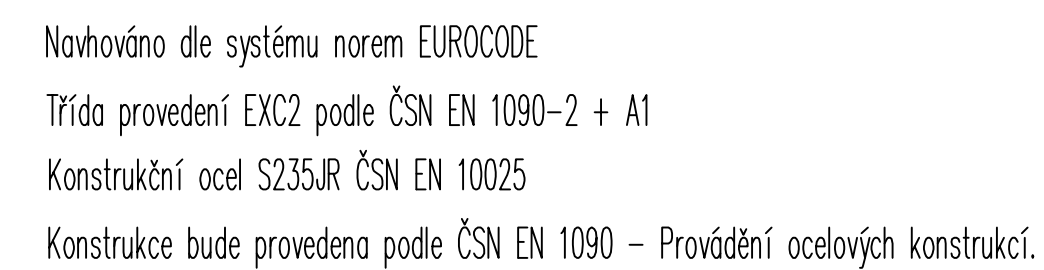 Navhováno dle systému norem EUROCODE
Třída provedení EXC2 podle ČSN EN 1090-2 + A1
Konstrukční ocel S235JR ČSN EN 10025
Konstrukce bude provedena podle ČSN EN 1090 - Provádění ocelových konstrukcí.